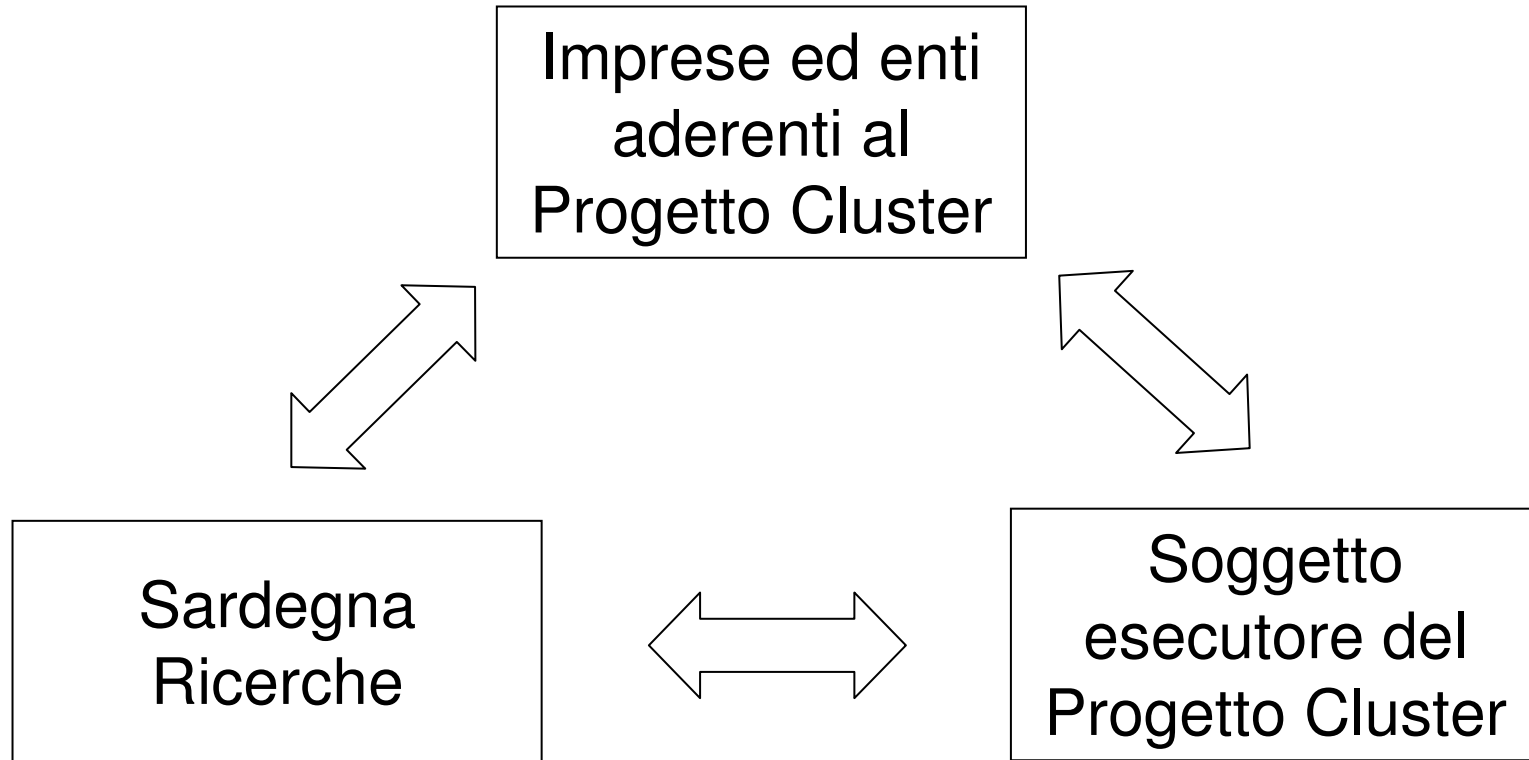 Imprese ed enti
aderenti al
Progetto Cluster
Sardegna
Ricerche
Soggetto
esecutore del
Progetto Cluster